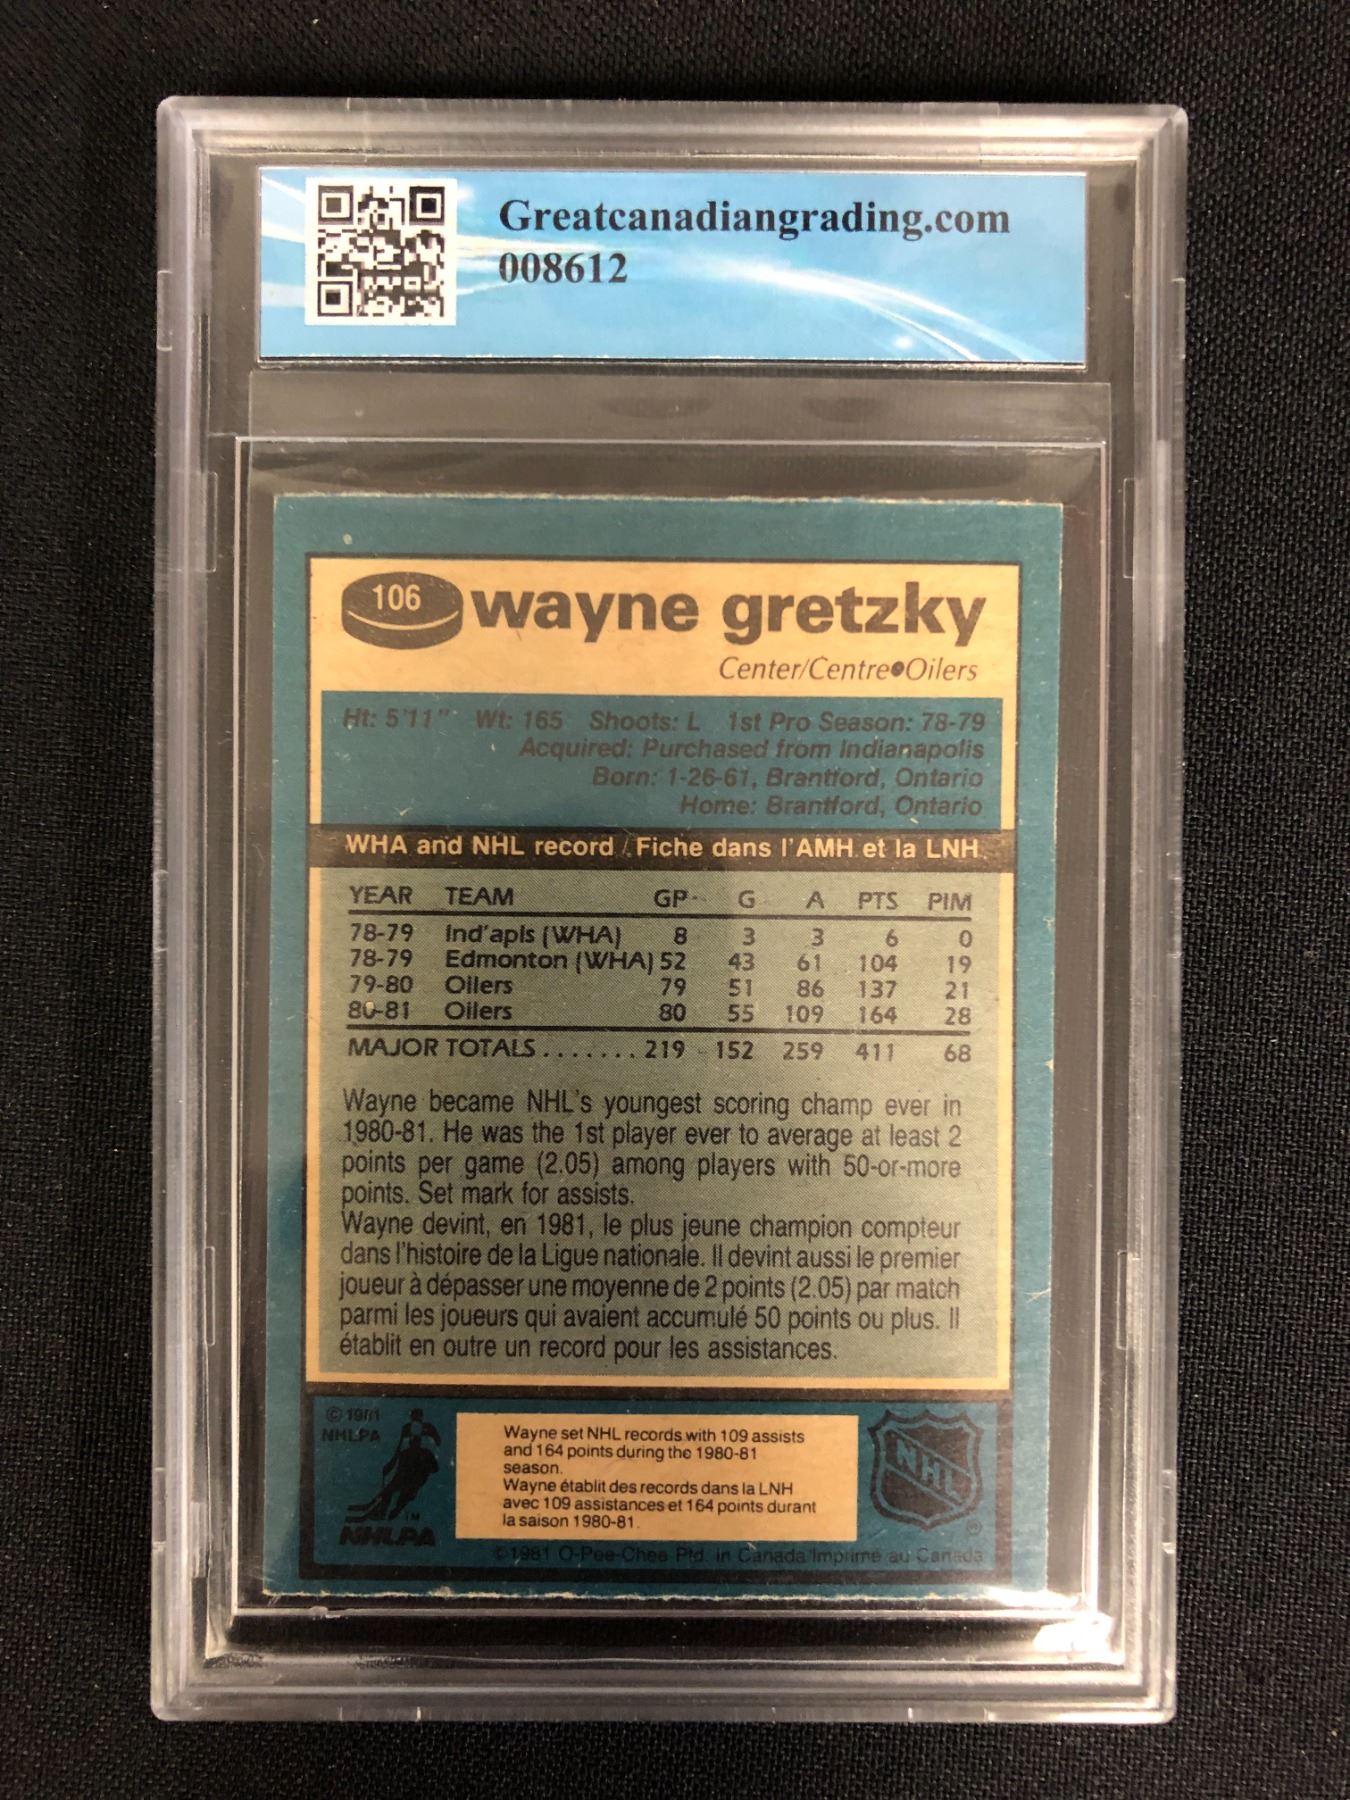 Greatcanadiangrading.com
008612
106 wayne gretzky
Center/Centre●Oilers
Ht: 5'11" Wt: 165 Shoots: L 1st Pro Season: 78-79
Acquired: Purchased from Indianapolis
Born: 1-26-61, Brantford, Ontario
Home: Brantford, Ontario
WHA and NHL record / Fiche dans l'AMH et la LNH
YEAR TEAM GP G A PTS PIM
78-79 Ind'apls (WHA) 8 3 3 6 0
78-79 Edmonton (WHA) 52 43 61 104 19
79-80 Oilers 79 51 86 137 21
80-81 Oilers 80 55 109 164 28
MAJOR TOTALS....... 219 152 259 411 68
Wayne became NHL's youngest scoring champ ever in
1980-81. He was the 1st player ever to average at least 2
points per game (2.05) among players with 50-or-more
points. Set mark for assists.
Wayne devint, en 1981, le plus jeune champion compteur
dans l'histoire de la Ligue nationale. Il devint aussi le premier
joueur à dépasser une moyenne de 2 points (2.05) par match
parmi les joueurs qui avaient accumulé 50 points ou plus. Il
établit en outre un record pour les assistances.
© 1981
NHLPA
NHLPA
TM
Wayne set NHL records with 109 assists
and 164 points during the 1980-81
season.
Wayne établit des records dans la LNH
avec 109 assistances et 164 points durant
la saison 1980-81.
NHL
®
©1981 O-Pee-Chee Ptd. in Canada/Imprimé au Canada